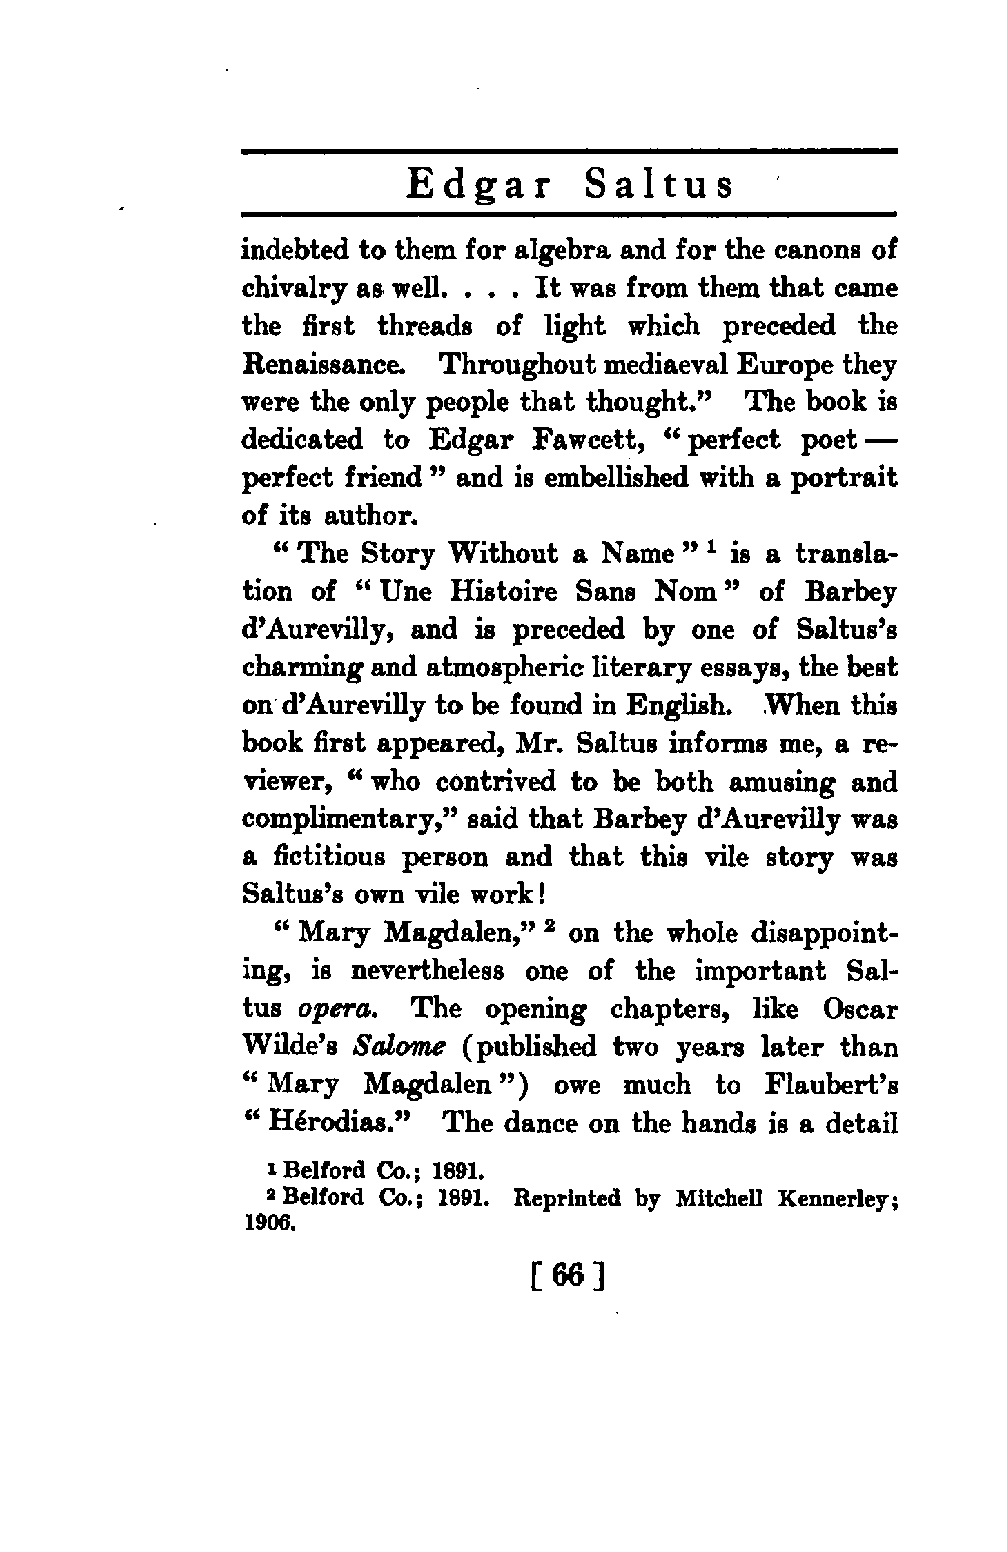 Edgar Saltus
indebted to them for algebra and for the canons of
chivalry as well. . . . It was from them that came
the first threads of light which preceded the
Renaissance. Throughout mediaeval Europe they
were the only people that thought.” The book is
dedicated to Edgar Fawcett, “ perfect poet —
perfect friend ” and is embellished with a portrait
of its author.
“ The Story Without a Name ” ¹ is a transla-
tion of “ Une Histoire Sans Nom ” of Barbey
d’Aurevilly, and is preceded by one of Saltus’s
charming and atmospheric literary essays, the best
on d’Aurevilly to be found in English. When this
book first appeared, Mr. Saltus informs me, a re-
viewer, “ who contrived to be both amusing and
complimentary,” said that Barbey d’Aurevilly was
a fictitious person and that this vile story was
Saltus’s own vile work!
“ Mary Magdalen,” ² on the whole disappoint-
ing, is nevertheless one of the important Sal-
tus opera. The opening chapters, like Oscar
Wilde’s Salome (published two years later than
“ Mary Magdalen ”) owe much to Flaubert’s
“ Hérodias.” The dance on the hands is a detail
¹ Belford Co.; 1891.
² Belford Co.; 1891. Reprinted by Mitchell Kennerley;
1906.
[ 66 ]